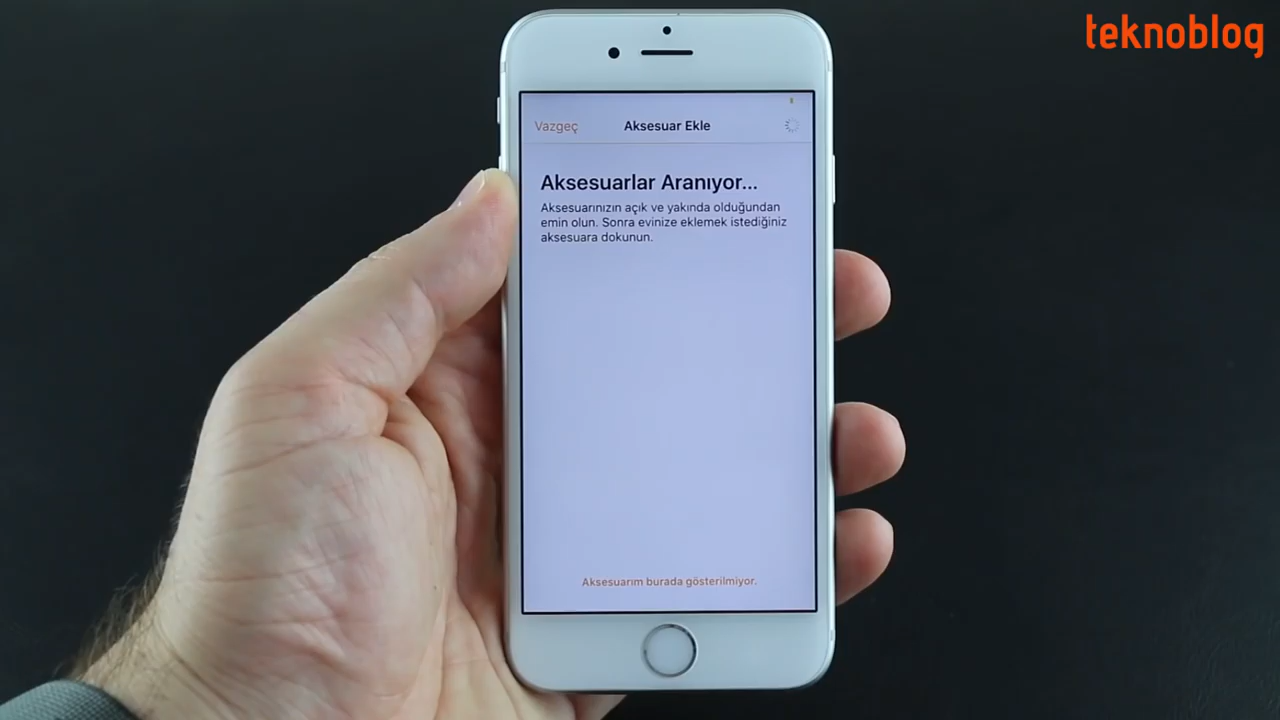 teknoblog
Vazgeç
Aksesuar Ekle
Aksesuarlar Aranıyor...
Aksesuarınızın açık ve yakında olduğundan
emin olun. Sonra evinize eklemek istediğiniz
aksesuara dokunun.
Aksesuarım burada gösterilmiyor.